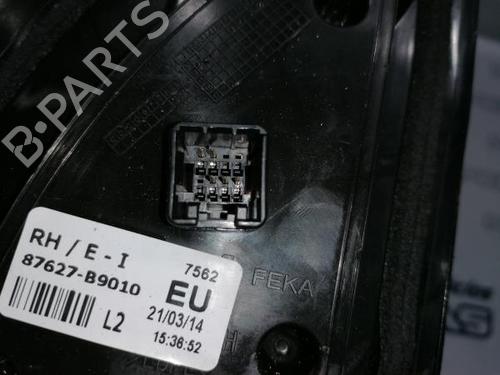 B-PARTS
RH / E - I
87627-B9010
7562
EU
L2
21/03/14
15:36:52
FEKA